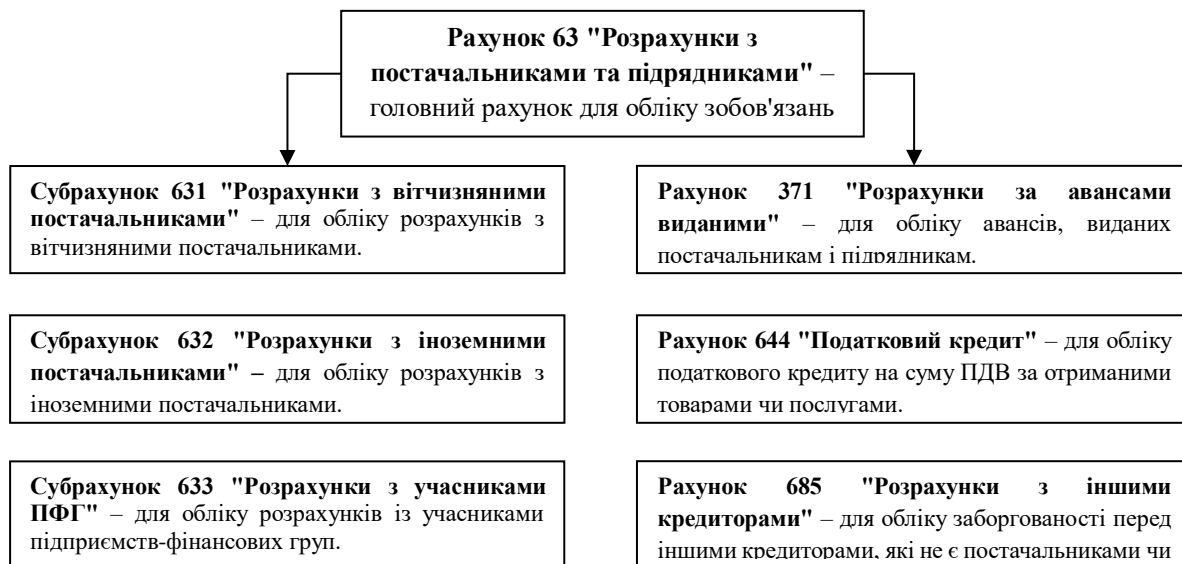 Рахунок 63 "Розрахунки з
постачальниками та підрядниками" –
головний рахунок для обліку зобов'язань
Субрахунок 631 "Розрахунки з вітчизняними
постачальниками" – для обліку розрахунків з
вітчизняними постачальниками.
Рахунок 371 "Розрахунки за авансами
виданими" – для обліку авансів, виданих
постачальникам і підрядникам.
Субрахунок 632 "Розрахунки з іноземними
постачальниками" – для обліку розрахунків з
іноземними постачальниками.
Рахунок 644 "Податковий кредит" – для обліку
податкового кредиту на суму ПДВ за отриманими
товарами чи послугами.
Субрахунок 633 "Розрахунки з учасниками
ПФГ" – для обліку розрахунків із учасниками
підприємств-фінансових груп.
Рахунок 685 "Розрахунки з іншими
кредиторами" – для обліку заборгованості перед
іншими кредиторами, які не є постачальниками чи